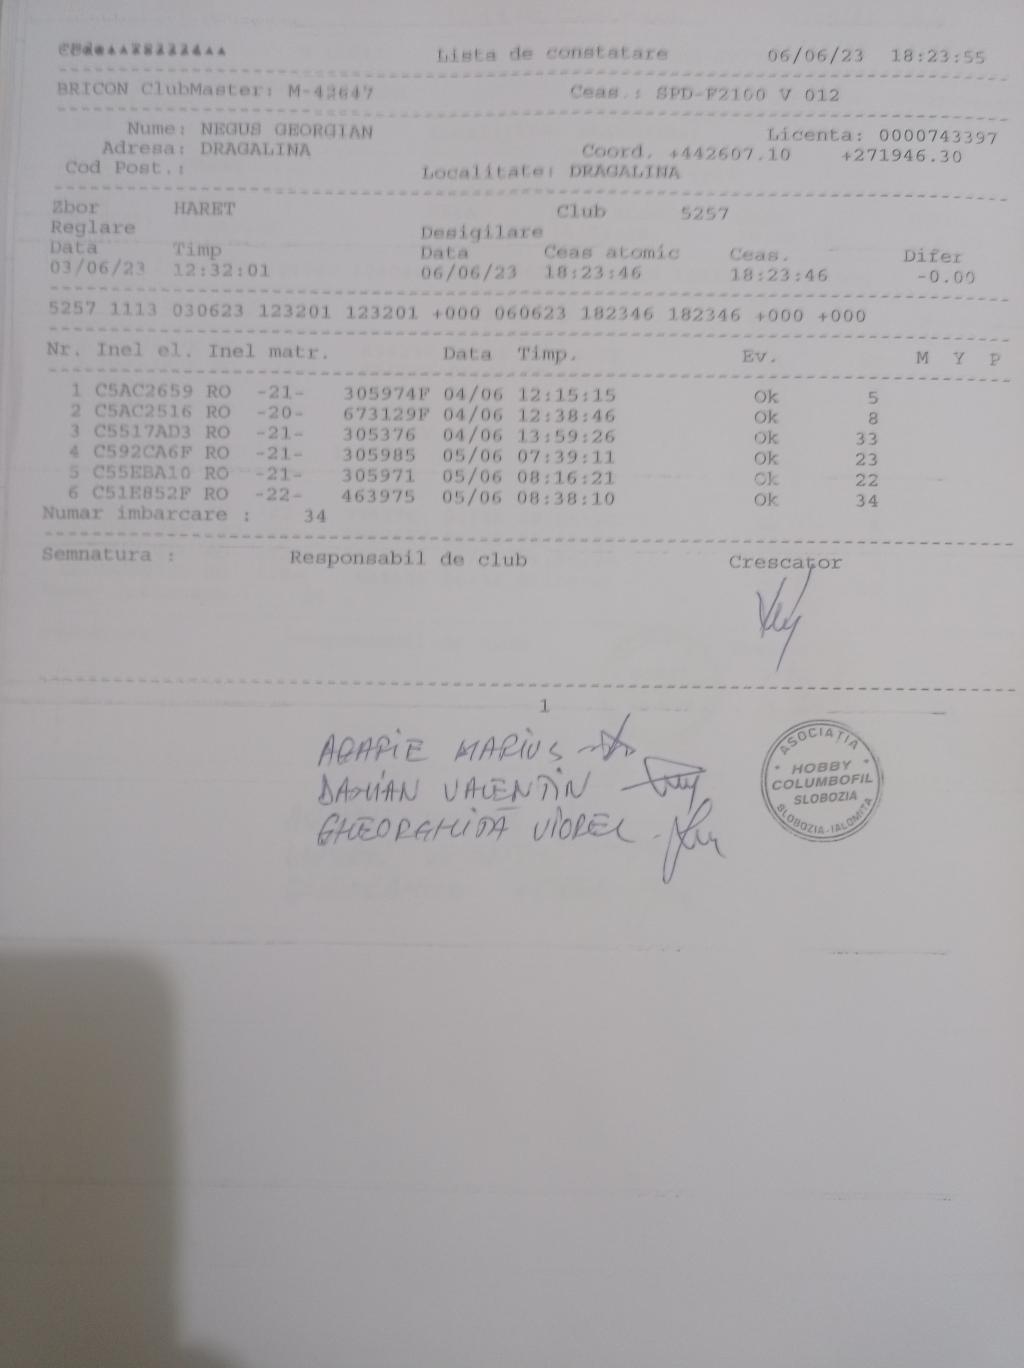 Lista de constatare 06/06/23 18:23:55
BRICON ClubMaster: M-42647 Ceas.: SPD-F2100 V 012
Nume: NEGUS GEORGIAN Licenta: 0000743397
Adresa: DRAGALINA Coord. +442607.10 +271946.30
Cod Post.: Localitate: DRAGALINA
Zbor HARET Club 5257
Reglare Desigilare
Data Timp Data Ceas atomic Ceas. Difer
03/06/23 12:32:01 06/06/23 18:23:46 18:23:46 -0.00
5257 1113 030623 123201 123201 +000 060623 182346 182346 +000 +000
Nr. Inel el. Inel matr. Data Timp. Ev. M Y P
1 C5AC2659 RO -21- 305974F 04/06 12:15:15 Ok 5
2 C5AC2516 RO -20- 673129F 04/06 12:38:46 Ok 8
3 C5517AD3 RO -21- 305376 04/06 13:59:26 Ok 33
4 C592CA6F RO -21- 305985 05/06 07:39:11 Ok 23
5 C55EBA10 RO -21- 305971 05/06 08:16:21 Ok 22
6 C51E852F RO -22- 463975 05/06 08:38:10 Ok 34
Numar imbarcare : 34
Semnatura : Responsabil de club Crescator
1
AGAPIE MARIUS
DAMIAN VALENTIN
GHEORGHITĂ VIOREL
ASOCIAŢIA
HOBBY
COLUMBOFIL
SLOBOZIA
SLOBOZIA-IALOMIŢA